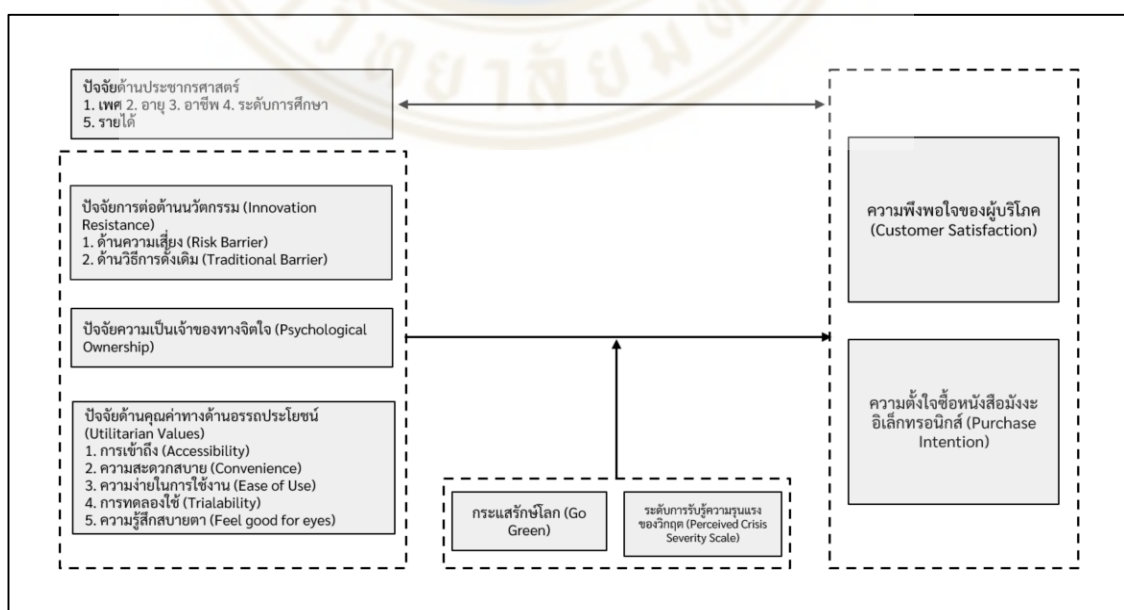 วิทยาลัยม
ปัจจัยด้านประชากรศาสตร์
1. เพศ 2. อายุ 3. อาชีพ 4. ระดับการศึกษา
5. รายได้
ปัจจัยการต่อต้านนวัตกรรม (Innovation
Resistance)
1. ด้านความเสี่ยง (Risk Barrier)
2. ด้านวิธีการดั้งเดิม (Traditional Barrier)
ปัจจัยความเป็นเจ้าของทางจิตใจ (Psychological
Ownership)
ปัจจัยด้านคุณค่าทางด้านอรรถประโยชน์
(Utilitarian Values)
1. การเข้าถึง (Accessibility)
2. ความสะดวกสบาย (Convenience)
3. ความง่ายในการใช้งาน (Ease of Use)
4. การทดลองใช้ (Trialability)
5. ความรู้สึกสบายตา (Feel good for eyes)
กระแสรักษ์โลก (Go
Green)
ระดับการรับรู้ความรุนแรง
ของวิกฤต (Perceived Crisis
Severity Scale)
ความพึงพอใจของผู้บริโภค
(Customer Satisfaction)
ความตั้งใจซื้อหนังสือมังงะ
อิเล็กทรอนิกส์ (Purchase
Intention)